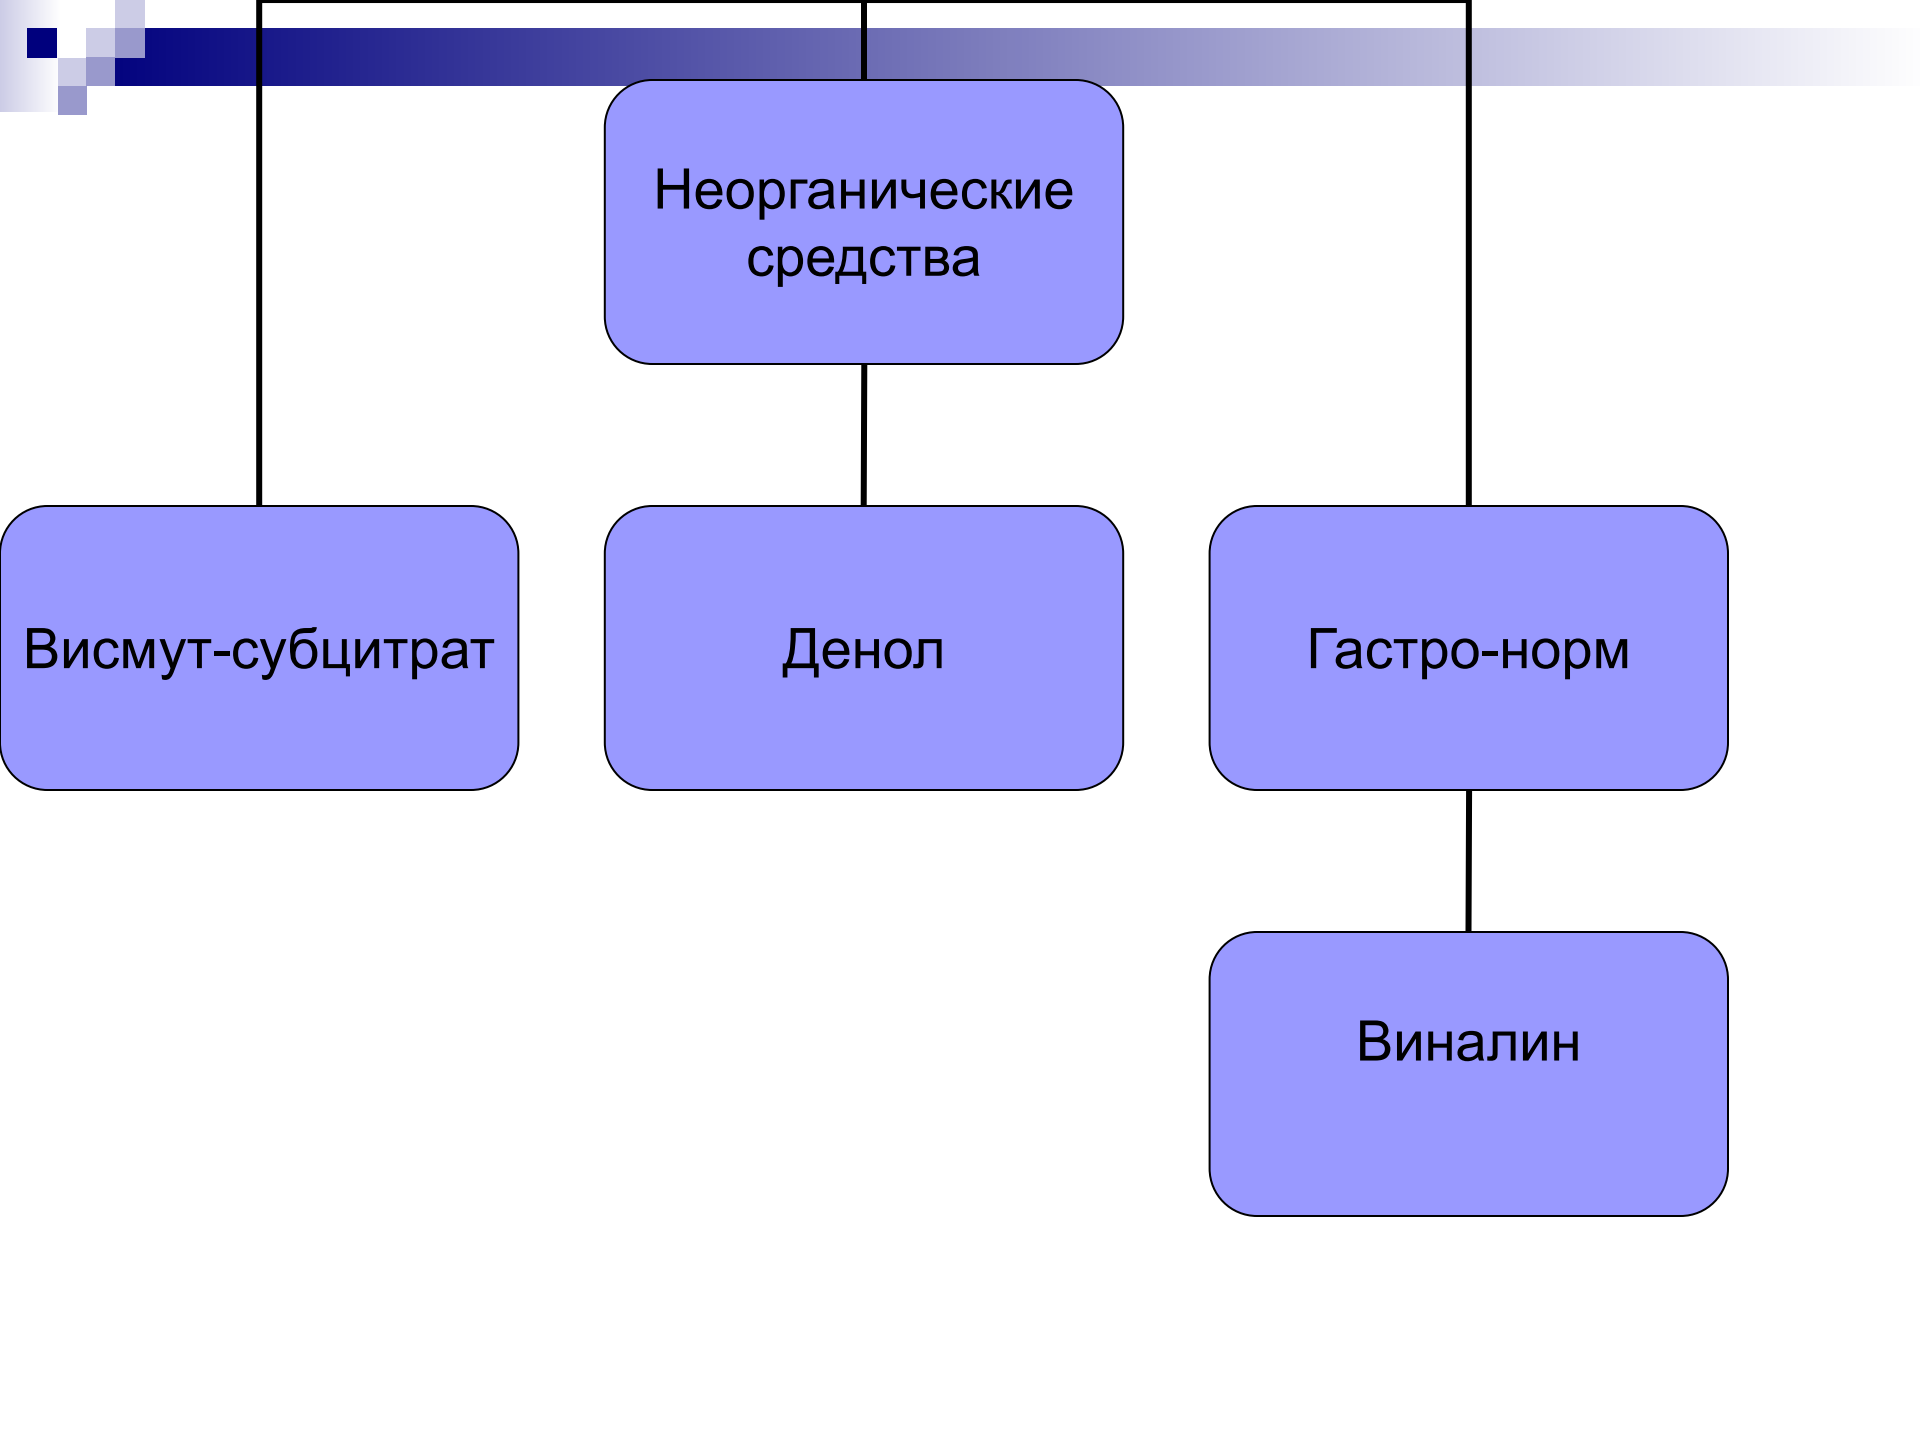 Неорганические
средства
Висмут-субцитрат
Денол
Гастро-норм
Виналин